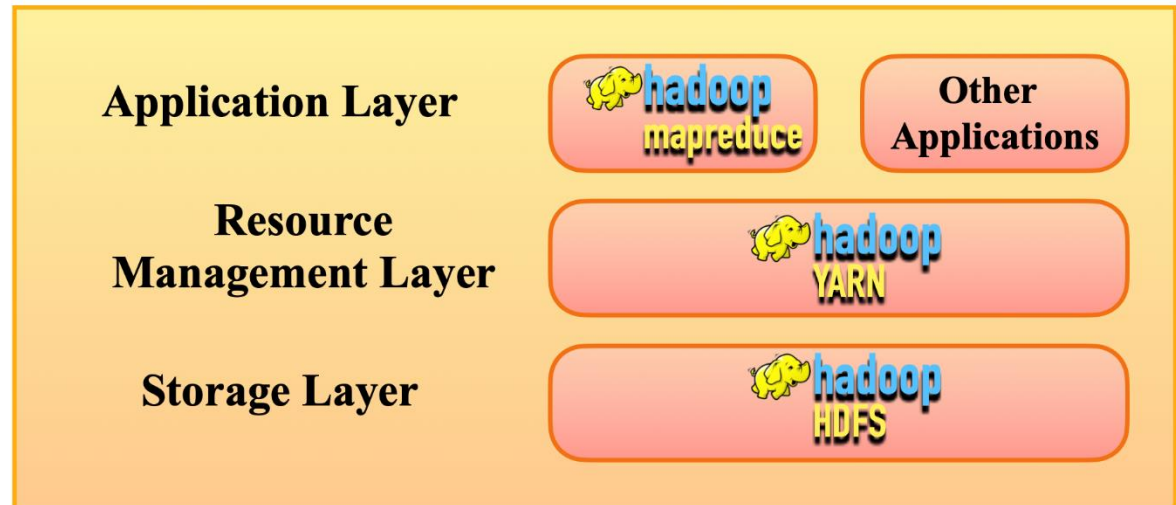 Application Layer
hadoop
mapreduce
Other
Applications
Resource
Management Layer
hadoop
YARN
Storage Layer
hadoop
HDFS